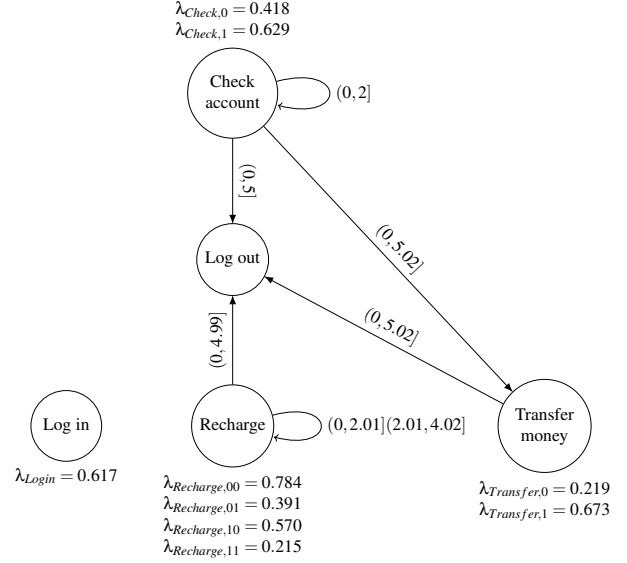 λCheck,0 = 0.418
λCheck,1 = 0.629
Check
account
(0,2]
(0,5]
(0,5.02]
Log out
(0,5.02]
(0,4.99]
Log in
λLogin = 0.617
Recharge
(0,2.01](2.01,4.02]
λRecharge,00 = 0.784
λRecharge,01 = 0.391
λRecharge,10 = 0.570
λRecharge,11 = 0.215
Transfer
money
λTransfer,0 = 0.219
λTransfer,1 = 0.673